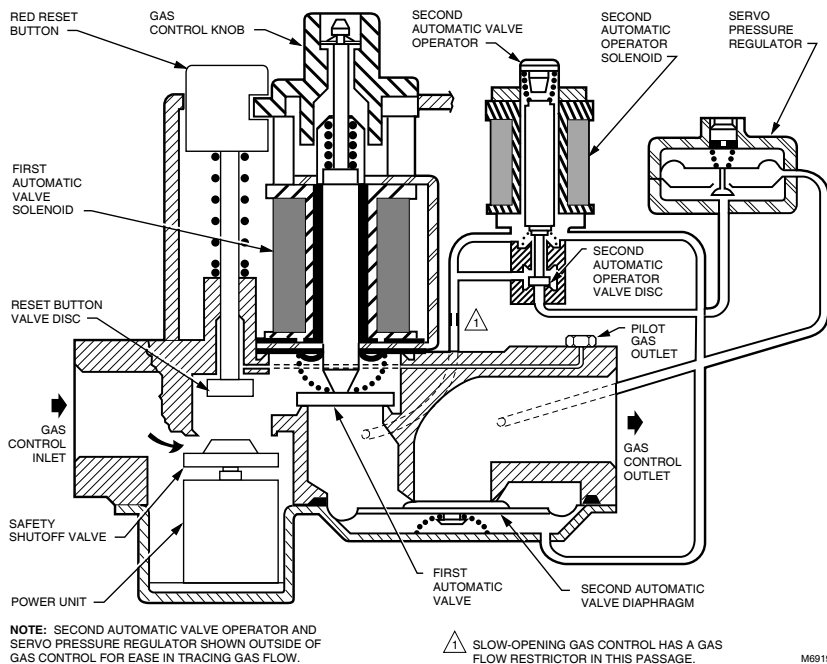 RED RESET
BUTTON
GAS
CONTROL KNOB
SECOND
AUTOMATIC VALVE
OPERATOR
SECOND
AUTOMATIC
OPERATOR
SOLENOID
SERVO
PRESSURE
REGULATOR
FIRST
AUTOMATIC
VALVE
SOLENOID
SECOND
AUTOMATIC
OPERATOR
VALVE DISC
RESET BUTTON
VALVE DISC
1
PILOT
GAS
OUTLET
GAS
CONTROL
INLET
GAS
CONTROL
OUTLET
SAFETY
SHUTOFF VALVE
POWER UNIT
FIRST
AUTOMATIC
VALVE
SECOND AUTOMATIC
VALVE DIAPHRAGM
NOTE: SECOND AUTOMATIC VALVE OPERATOR AND
SERVO PRESSURE REGULATOR SHOWN OUTSIDE OF
GAS CONTROL FOR EASE IN TRACING GAS FLOW.
1 SLOW-OPENING GAS CONTROL HAS A GAS
FLOW RESTRICTOR IN THIS PASSAGE.